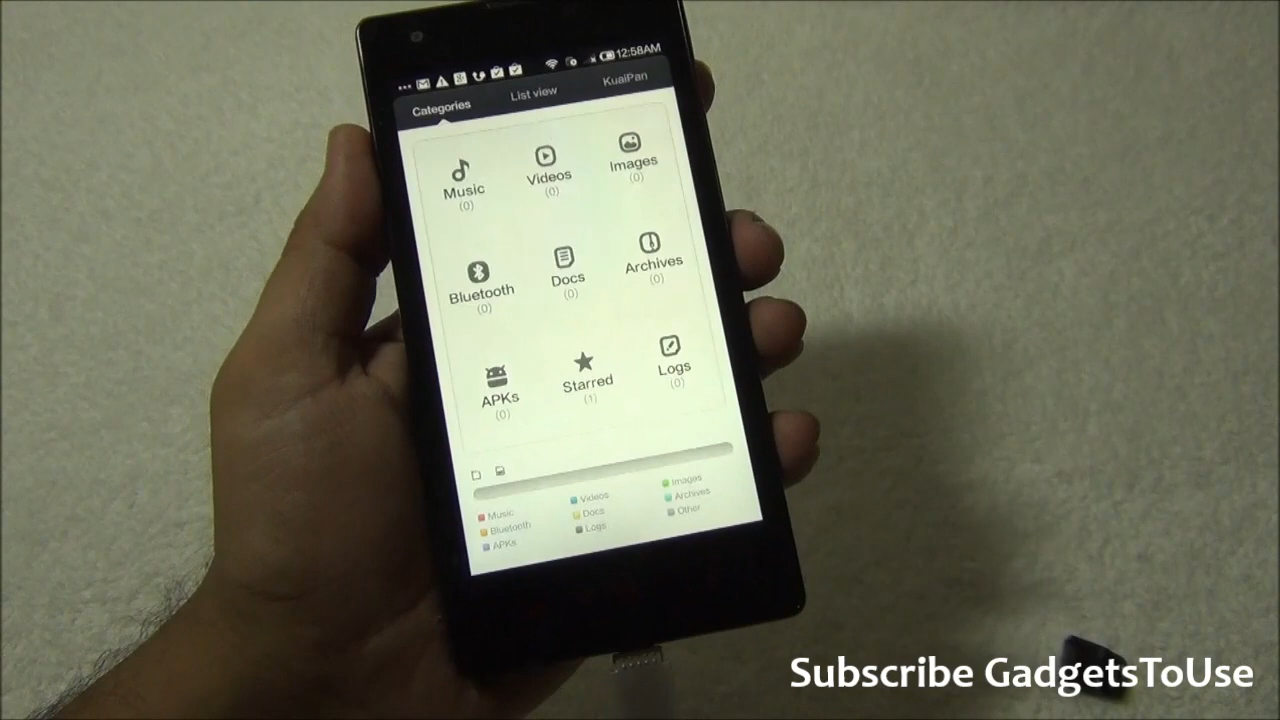 12:58AM
Categories List view KuaiPan
Music Videos Images
(0) (0) (0)
Bluetooth Docs Archives
(0) (0) (0)
APKs Starred Logs
(0) (1) (0)
Music Videos Images
Bluetooth Docs Archives
APKs Logs Other
Subscribe GadgetsToUse